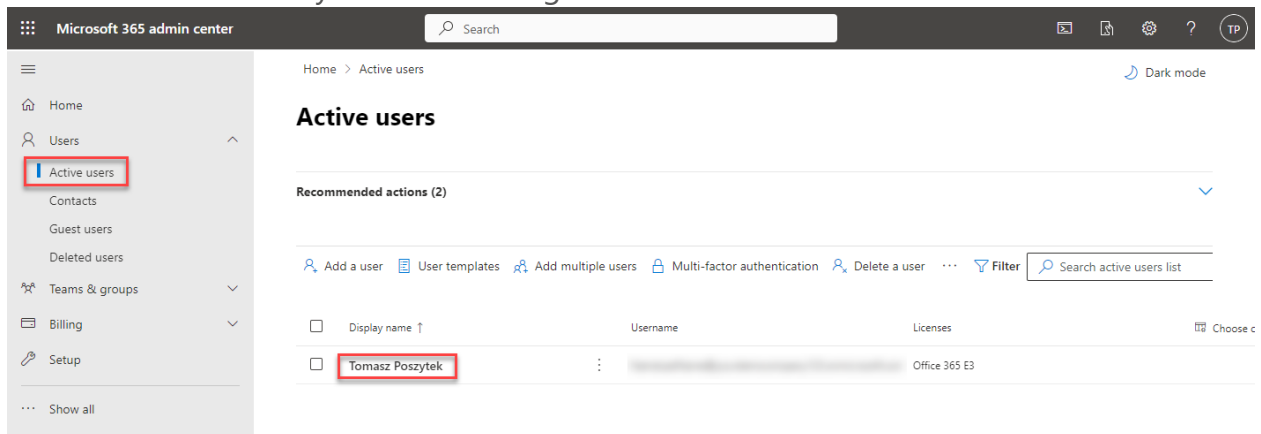 Microsoft 365 admin center
Search
TP
Home > Active users
Dark mode
Home
Users
Active users
Contacts
Guest users
Deleted users
Teams & groups
Billing
Setup
Show all
Active users
Recommended actions (2)
Add a user User templates Add multiple users Multi-factor authentication Delete a user ... Filter Search active users list
Display name ↑ Username Licenses Choose c
Tomasz Poszytek Office 365 E3